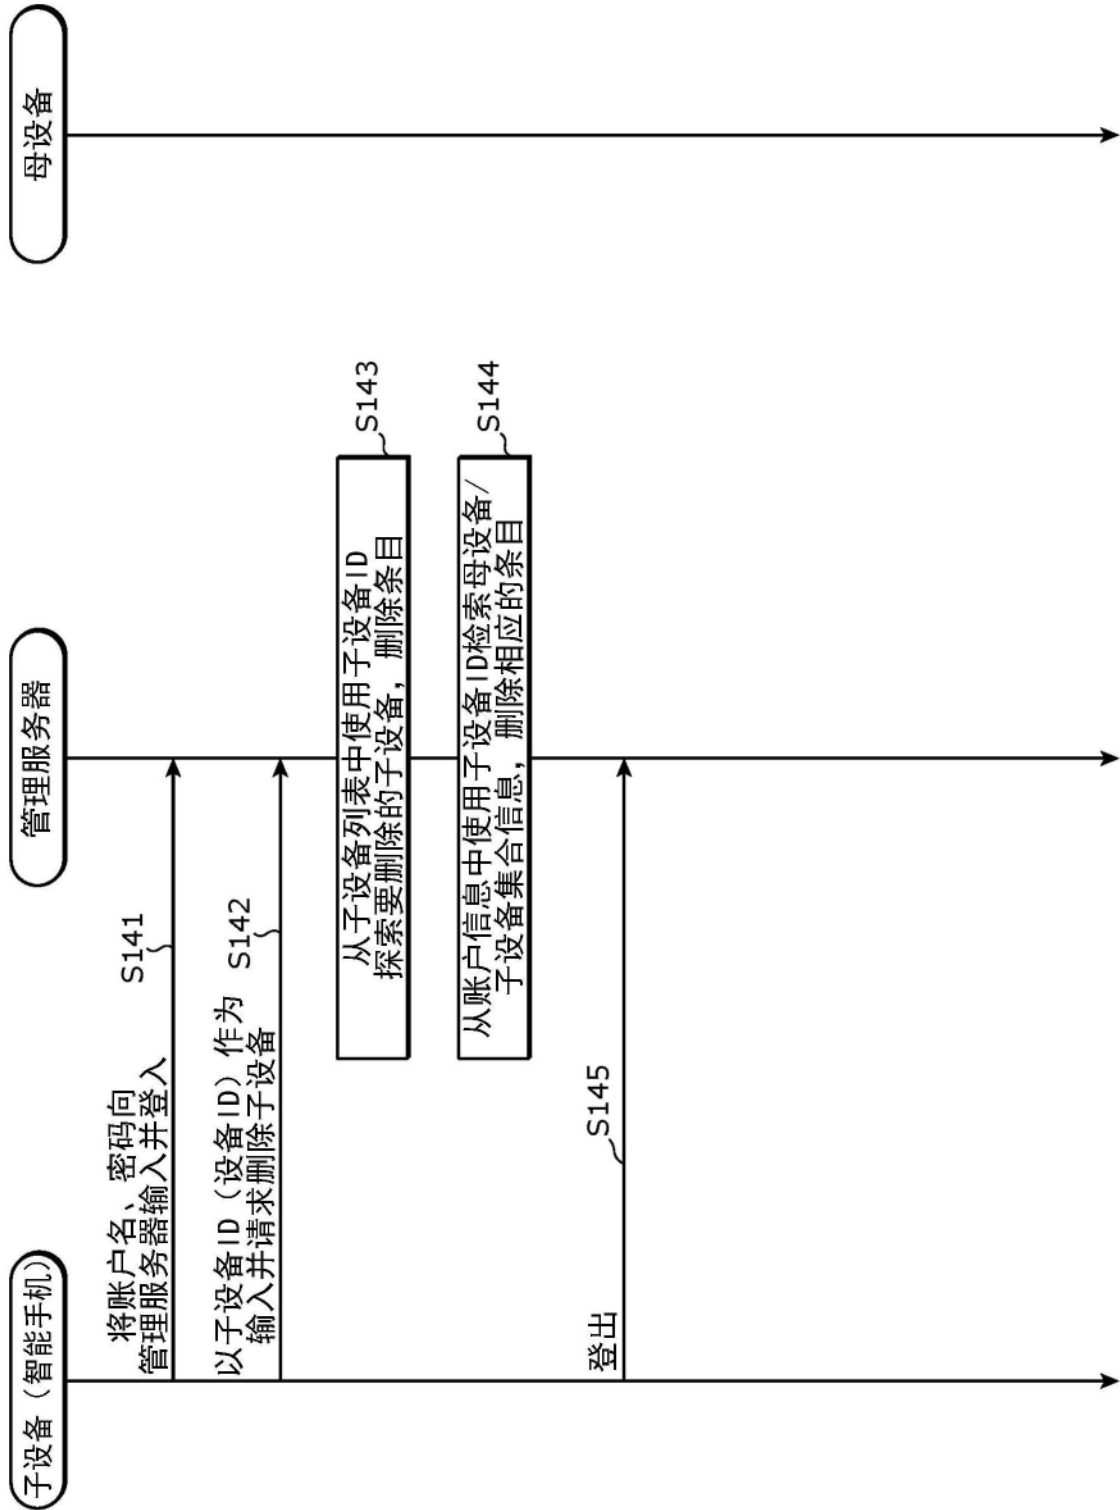 子设备（智能手机）
管理服务器
母设备
将账户名、密码向
管理服务器输入并登入
S141
以子设备ID（设备ID）作为
输入并请求删除子设备
S142
从子设备列表中使用子设备ID
探索要删除的子设备，删除条目
S143
从账户信息中使用子设备ID检索母设备/
子设备集合信息，删除相应的条目
S144
登出
S145